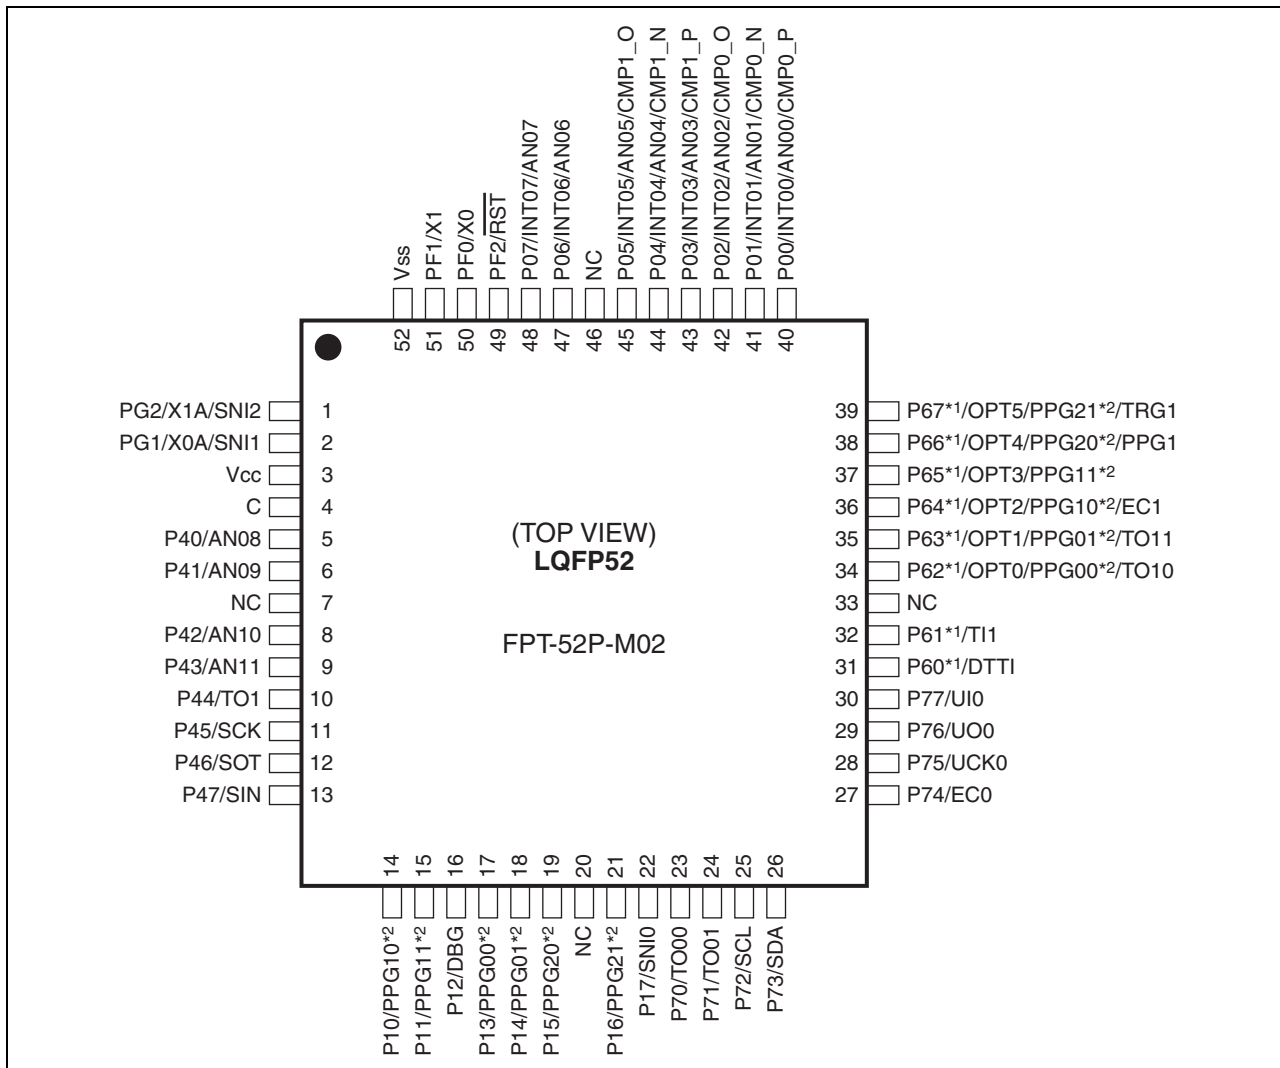 P05/INT05/AN05/CMP1_O
P04/INT04/AN04/CMP1_N
P03/INT03/AN03/CMP1_P
P02/INT02/AN02/CMP0_O
P01/INT01/AN01/CMP0_N
P00/INT00/AN00/CMP0_P
Vss
PF1/X1
PF0/X0
PF2/RST
P07/INT07/AN07
P06/INT06/AN06
NC
52
51
50
49
48
47
46
45
44
43
42
41
40
PG2/X1A/SNI2 1
PG1/X0A/SNI1 2
Vcc 3
C 4
P40/AN08 5
P41/AN09 6
NC 7
P42/AN10 8
P43/AN11 9
P44/TO1 10
P45/SCK 11
P46/SOT 12
P47/SIN 13
(TOP VIEW)
LQFP52
FPT-52P-M02
39 P67*1/OPT5/PPG21*2/TRG1
38 P66*1/OPT4/PPG20*2/PPG1
37 P65*1/OPT3/PPG11*2
36 P64*1/OPT2/PPG10*2/EC1
35 P63*1/OPT1/PPG01*2/TO11
34 P62*1/OPT0/PPG00*2/TO10
33 NC
32 P61*1/TI1
31 P60*1/DTTI
30 P77/UI0
29 P76/UO0
28 P75/UCK0
27 P74/EC0
14
15
16
17
18
19
20
21
22
23
24
25
26
P10/PPG10*2
P11/PPG11*2
P12/DBG
P13/PPG00*2
P14/PPG01*2
P15/PPG20*2
NC
P16/PPG21*2
P17/SNI0
P70/TO00
P71/TO01
P72/SCL
P73/SDA